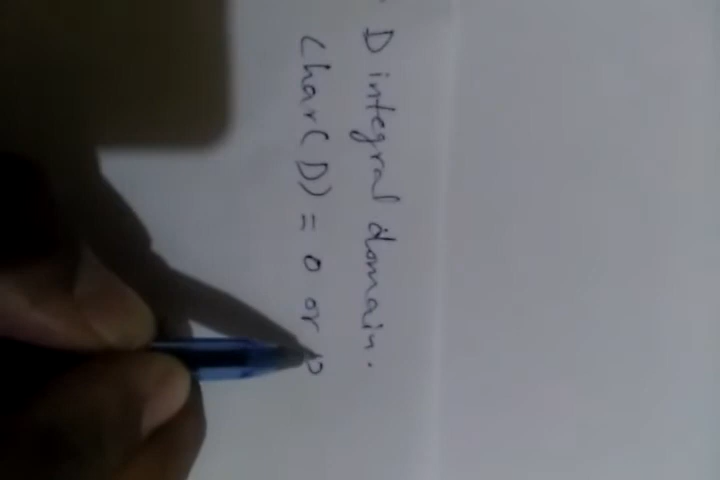 D integral domain.
Char(D) = 0 or p